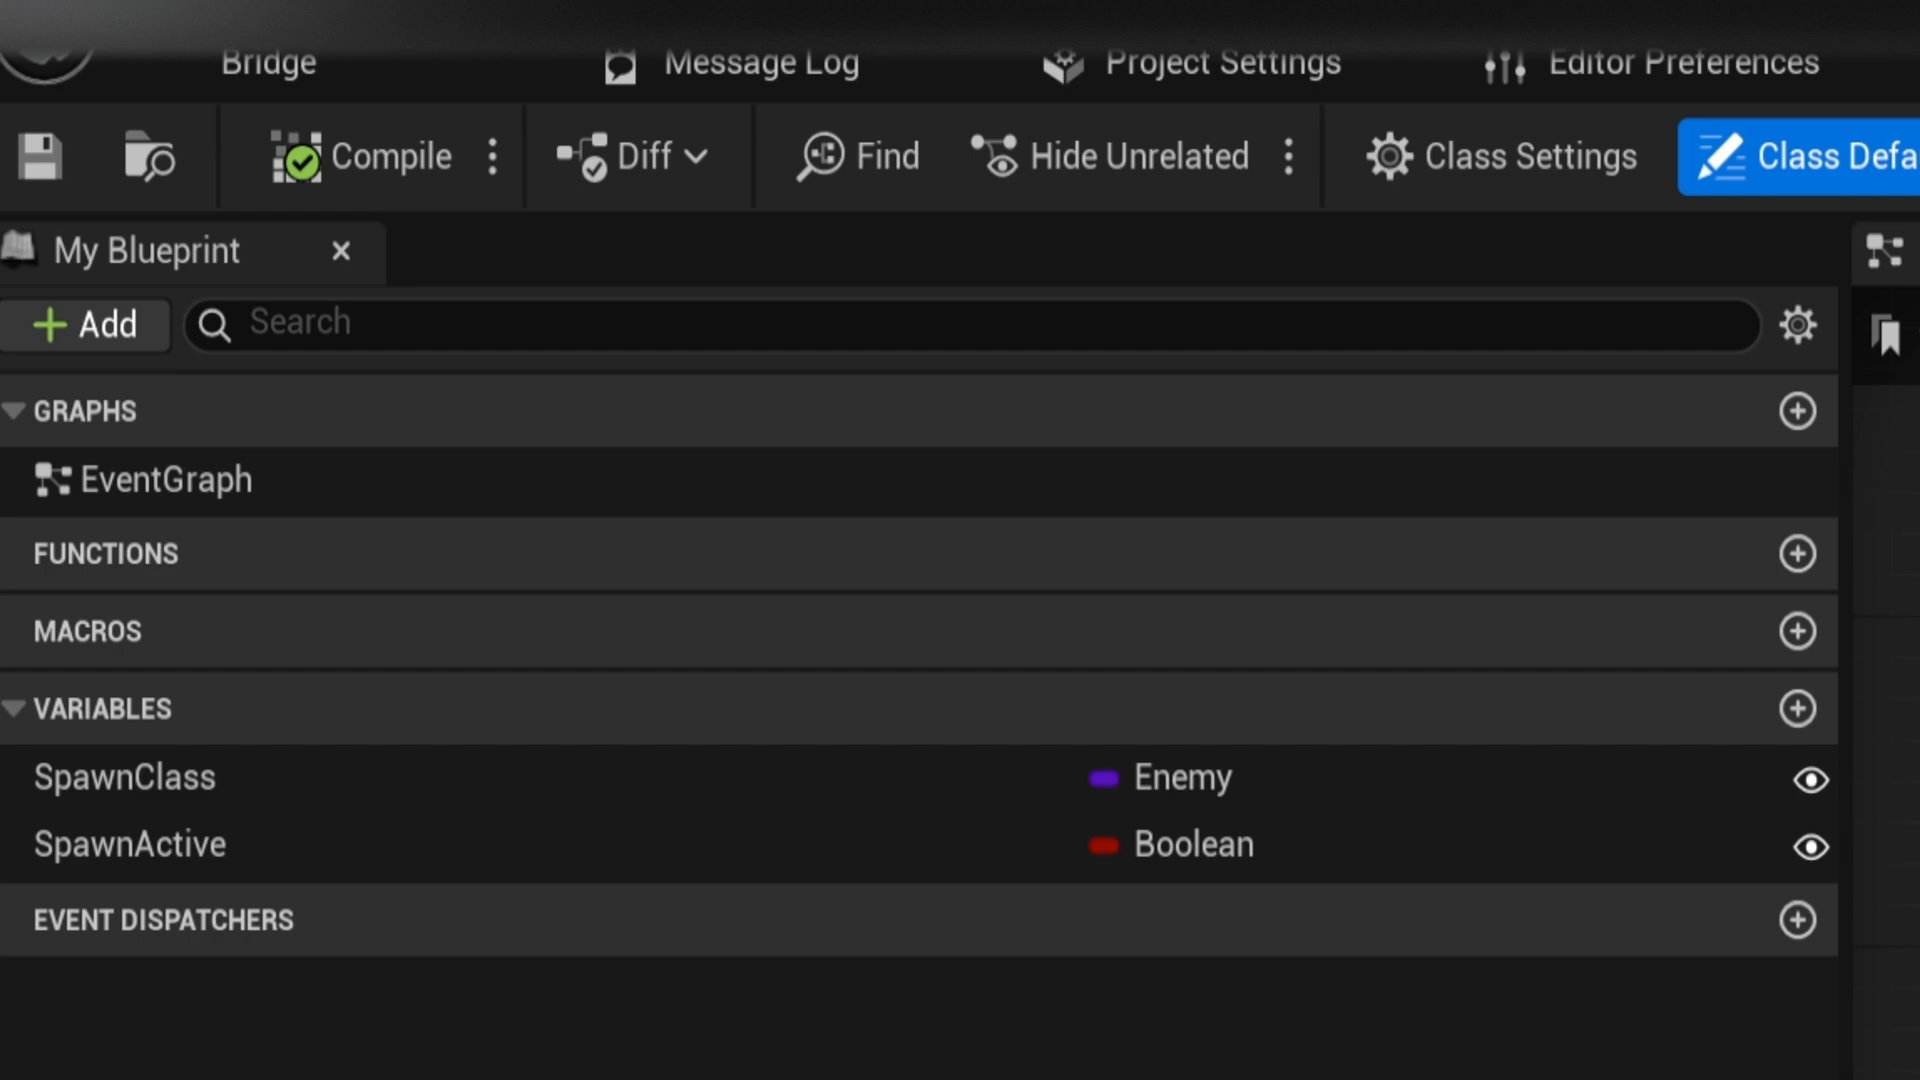 Bridge Message Log Project Settings Editor Preferences
Compile Diff Find Hide Unrelated Class Settings Class Defa
My Blueprint
Add Search
GRAPHS
EventGraph
FUNCTIONS
MACROS
VARIABLES
SpawnClass Enemy
SpawnActive Boolean
EVENT DISPATCHERS